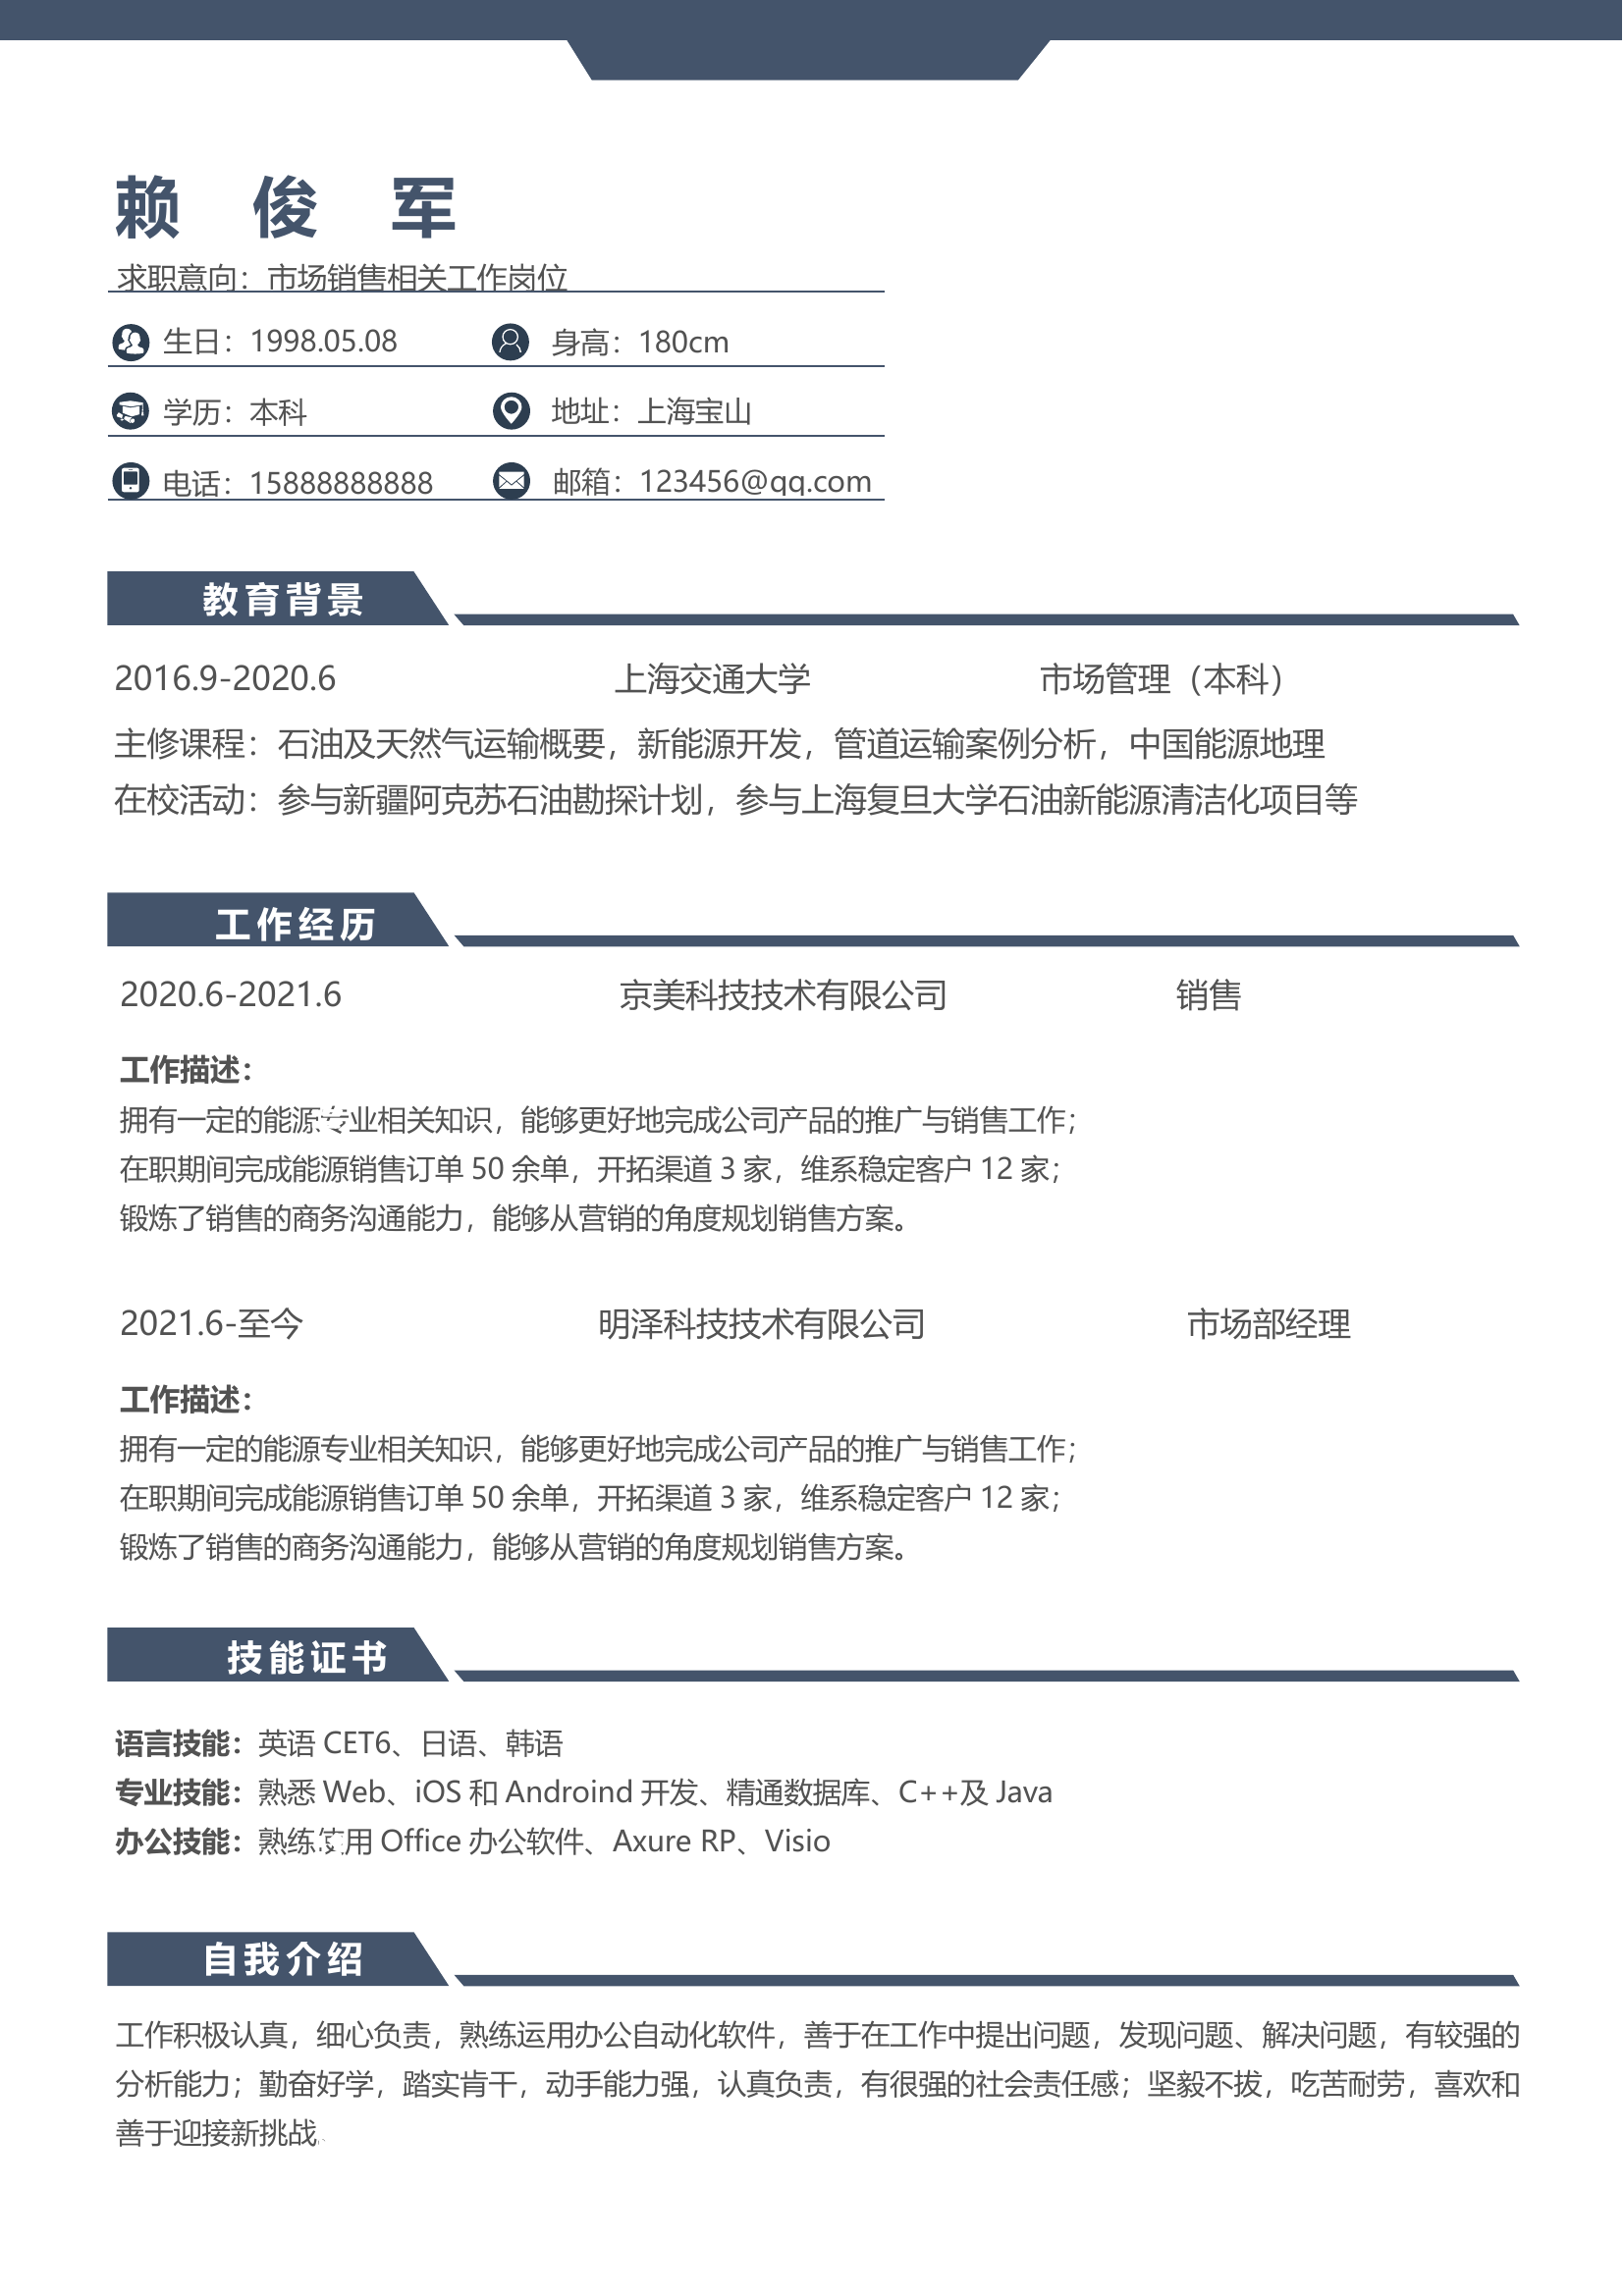 赖 俊 军
求职意向：市场销售相关工作岗位
生日：1998.05.08 身高：180cm
学历：本科 地址：上海宝山
电话：15888888888 邮箱：123456@qq.com
教育背景
2016.9-2020.6 上海交通大学 市场管理（本科）
主修课程：石油及天然气运输概要，新能源开发，管道运输案例分析，中国能源地理
在校活动：参与新疆阿克苏石油勘探计划，参与上海复旦大学石油新能源清洁化项目等
工作经历
2020.6-2021.6 京美科技技术有限公司 销售
工作描述：
拥有一定的能源专业相关知识，能够更好地完成公司产品的推广与销售工作；
在职期间完成能源销售订单 50 余单，开拓渠道 3 家，维系稳定客户 12 家；
锻炼了销售的商务沟通能力，能够从营销的角度规划销售方案。
2021.6-至今 明泽科技技术有限公司 市场部经理
工作描述：
拥有一定的能源专业相关知识，能够更好地完成公司产品的推广与销售工作；
在职期间完成能源销售订单 50 余单，开拓渠道 3 家，维系稳定客户 12 家；
锻炼了销售的商务沟通能力，能够从营销的角度规划销售方案。
技能证书
语言技能：英语 CET6、日语、韩语
专业技能：熟悉 Web、iOS 和 Androind 开发、精通数据库、C++及 Java
办公技能：熟练使用 Office 办公软件、Axure RP、Visio
自我介绍
工作积极认真，细心负责，熟练运用办公自动化软件，善于在工作中提出问题，发现问题、解决问题，有较强的
分析能力；勤奋好学，踏实肯干，动手能力强，认真负责，有很强的社会责任感；坚毅不拔，吃苦耐劳，喜欢和
善于迎接新挑战。